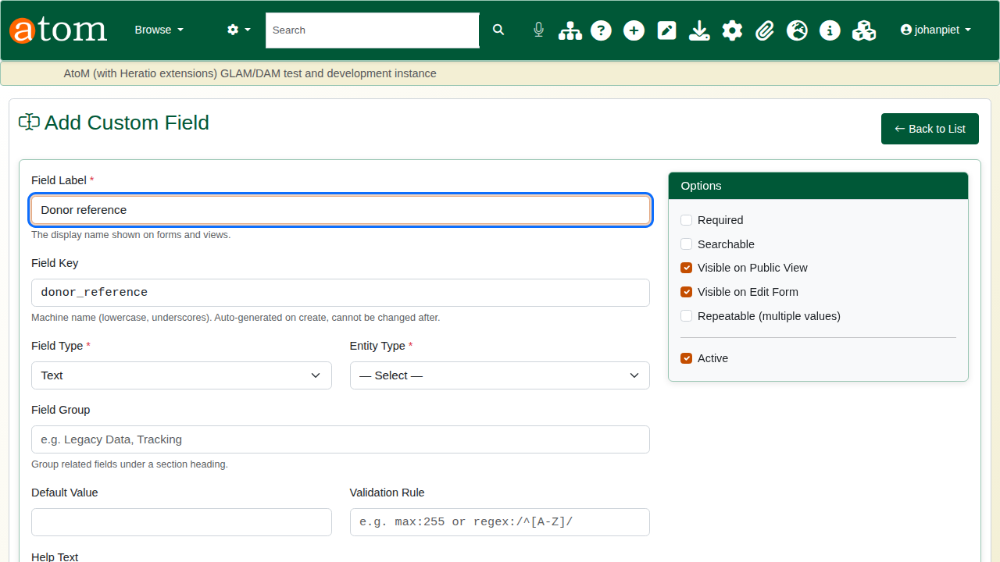 atom
Browse
Search
johanpiet
AtoM (with Heratio extensions) GLAM/DAM test and development instance
Add Custom Field
Back to List
Field Label *
Donor reference
The display name shown on forms and views.
Field Key
donor_reference
Machine name (lowercase, underscores). Auto-generated on create, cannot be changed after.
Field Type *
Entity Type *
Text
— Select —
Field Group
e.g. Legacy Data, Tracking
Group related fields under a section heading.
Default Value
Validation Rule
e.g. max:255 or regex:/^[A-Z]/
Help Text
Options
Required
Searchable
Visible on Public View
Visible on Edit Form
Repeatable (multiple values)
Active